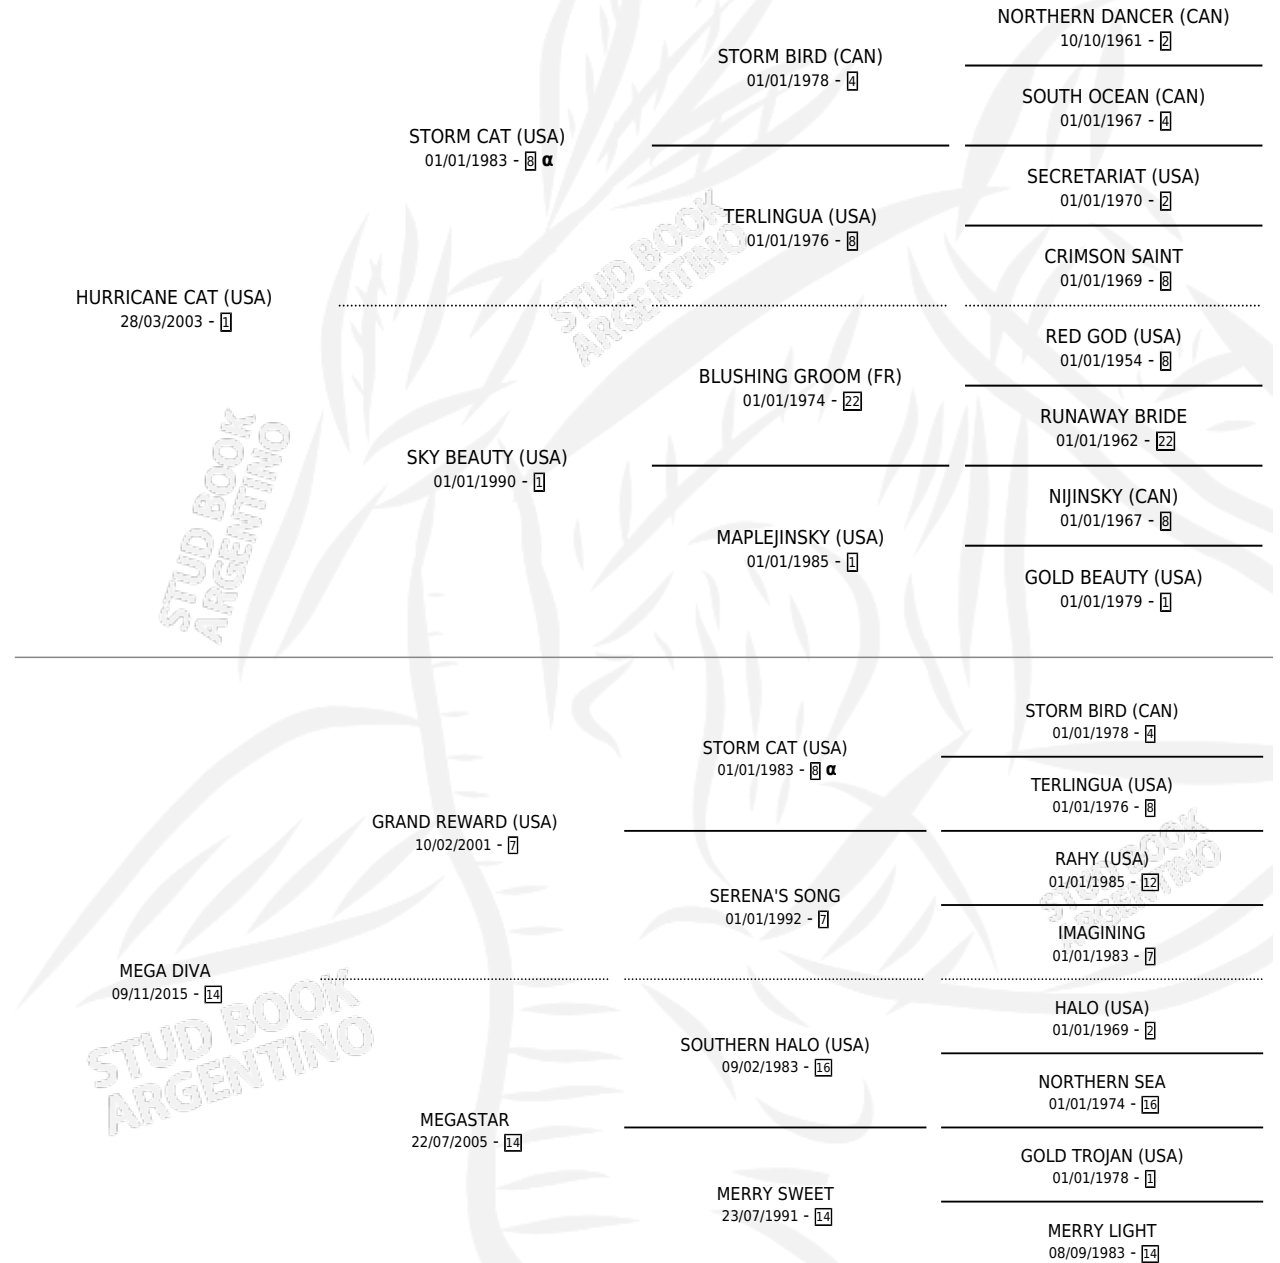 NORTHERN DANCER (CAN)
10/10/1961 - 2
STORM BIRD (CAN)
01/01/1978 - 4
SOUTH OCEAN (CAN)
01/01/1967 - 4
STORM CAT (USA)
01/01/1983 - 8 α
SECRETARIAT (USA)
01/01/1970 - 2
TERLINGUA (USA)
01/01/1976 - 8
CRIMSON SAINT
01/01/1969 - 8
HURRICANE CAT (USA)
28/03/2003 - 1
RED GOD (USA)
01/01/1954 - 8
BLUSHING GROOM (FR)
01/01/1974 - 22
RUNAWAY BRIDE
01/01/1962 - 22
SKY BEAUTY (USA)
01/01/1990 - 1
NIJINSKY (CAN)
01/01/1967 - 8
MAPLEJINSKY (USA)
01/01/1985 - 1
GOLD BEAUTY (USA)
01/01/1979 - 1
STORM BIRD (CAN)
01/01/1978 - 4
STORM CAT (USA)
01/01/1983 - 8 α
TERLINGUA (USA)
01/01/1976 - 8
GRAND REWARD (USA)
10/02/2001 - 7
RAHY (USA)
01/01/1985 - 12
SERENA'S SONG
01/01/1992 - 7
IMAGINING
01/01/1983 - 7
MEGA DIVA
09/11/2015 - 14
HALO (USA)
01/01/1969 - 2
SOUTHERN HALO (USA)
09/02/1983 - 16
NORTHERN SEA
01/01/1974 - 16
MEGASTAR
22/07/2005 - 14
GOLD TROJAN (USA)
01/01/1978 - 1
MERRY SWEET
23/07/1991 - 14
MERRY LIGHT
08/09/1983 - 14
STUD BOOK
ARGENTINO
STUD BOOK
ARGENTINO
STUD BOOK
ARGENTINO
STUD BOOK
ARGENTINO